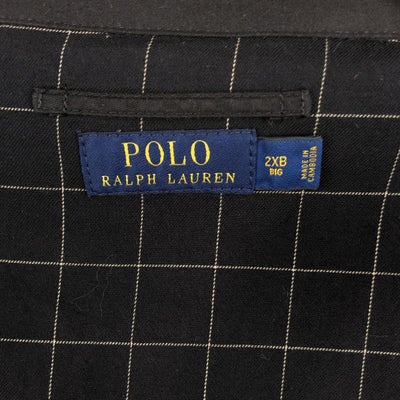 POLO
RALPH LAUREN
2XB
BIG
MADE IN
CAMBODIA